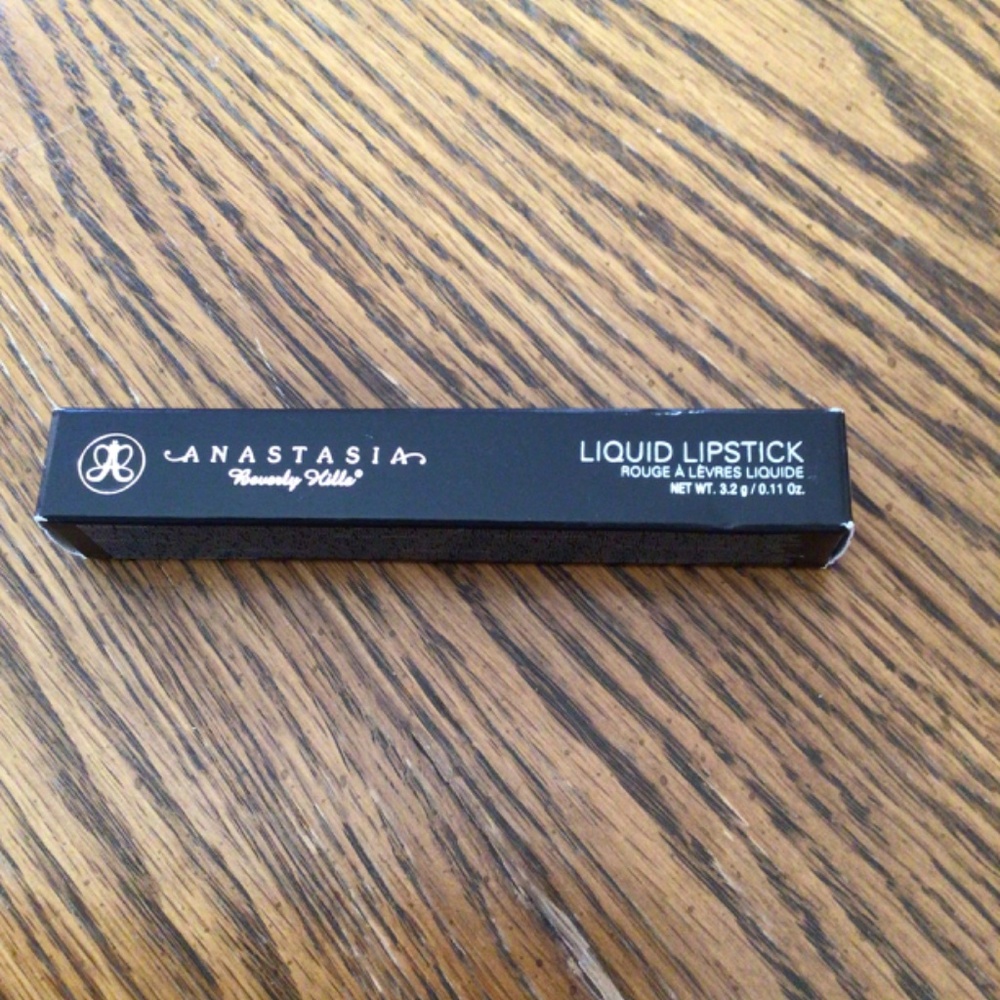 ANASTASIA
Beverly Hills®
LIQUID LIPSTICK
ROUGE À LÈVRES LIQUIDE
NET WT. 3.2 g / 0.11 Oz.